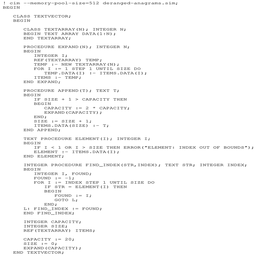 % cim --memory-pool-size=512 deranged-anagrams.sim;
BEGIN
CLASS TEXTVECTOR;
BEGIN
CLASS TEXTARRAY(N); INTEGER N;
BEGIN TEXT ARRAY DATA(1:N);
END TEXTARRAY;
PROCEDURE EXPAND(N); INTEGER N;
BEGIN
INTEGER I;
REF(TEXTARRAY) TEMP;
TEMP :- NEW TEXTARRAY(N);
FOR I := 1 STEP 1 UNTIL SIZE DO
TEMP.DATA(I) :- ITEMS.DATA(I);
ITEMS :- TEMP;
END EXPAND;
PROCEDURE APPEND(T); TEXT T;
BEGIN
IF SIZE + 1 > CAPACITY THEN
BEGIN
CAPACITY := 2 * CAPACITY;
EXPAND(CAPACITY);
END;
SIZE := SIZE + 1;
ITEMS.DATA(SIZE) :- T;
END APPEND;
TEXT PROCEDURE ELEMENT(I); INTEGER I;
BEGIN
IF I < 1 OR I > SIZE THEN ERROR("ELEMENT: INDEX OUT OF BOUNDS");
ELEMENT :- ITEMS.DATA(I);
END ELEMENT;
INTEGER PROCEDURE FIND_INDEX(STR,INDEX); TEXT STR; INTEGER INDEX;
BEGIN
INTEGER I, FOUND;
FOUND := -1;
FOR I := INDEX STEP 1 UNTIL SIZE DO
IF STR = ELEMENT(I) THEN
BEGIN
FOUND := I;
GOTO L;
END;
L: FIND_INDEX := FOUND;
END FIND_INDEX;
INTEGER CAPACITY;
INTEGER SIZE;
REF(TEXTARRAY) ITEMS;
CAPACITY := 20;
SIZE := 0;
EXPAND(CAPACITY);
END TEXTVECTOR;